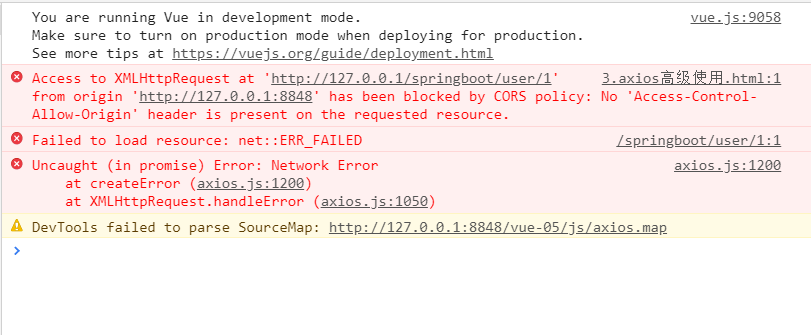 You are running Vue in development mode. vue.js:9058
Make sure to turn on production mode when deploying for production.
See more tips at https://vuejs.org/guide/deployment.html
Access to XMLHttpRequest at 'http://127.0.0.1/springboot/user/1' 3.axios高级使用.html:1
from origin 'http://127.0.0.1:8848' has been blocked by CORS policy: No 'Access-Control-
Allow-Origin' header is present on the requested resource.
Failed to load resource: net::ERR_FAILED /springboot/user/1:1
Uncaught (in promise) Error: Network Error axios.js:1200
at createError (axios.js:1200)
at XMLHttpRequest.handleError (axios.js:1050)
DevTools failed to parse SourceMap: http://127.0.0.1:8848/vue-05/js/axios.map